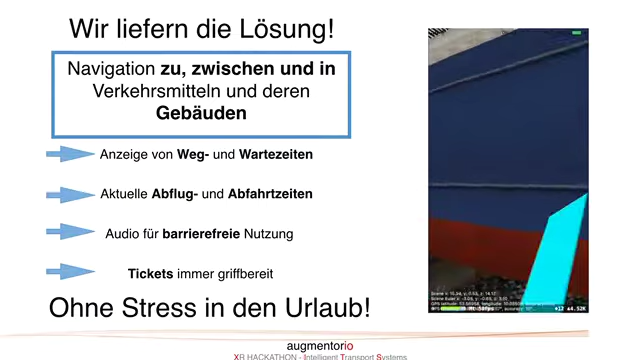 Wir liefern die Lösung!
Navigation zu, zwischen und in
Verkehrsmitteln und deren
Gebäuden
Anzeige von Weg- und Wartezeiten
Aktuelle Abflug- und Abfahrtzeiten
Audio für barrierefreie Nutzung
Tickets immer griffbereit
Ohne Stress in den Urlaub!
augmentorio
XR HACKATHON - Intelligent Transport Systems